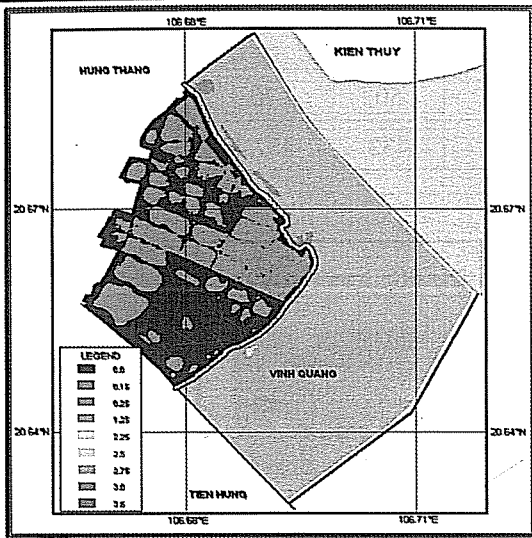 106.68°E 106.71°E
KIEN THUY
HUNG THANG
20.67°N 20.67°N
LEGEND
0.0
0.15
0.25
1.25
2.25
2.5
2.75
3.0
3.5
VINH QUANG
20.64°N 20.64°N
TIEN HUNG
106.68°E 106.71°E